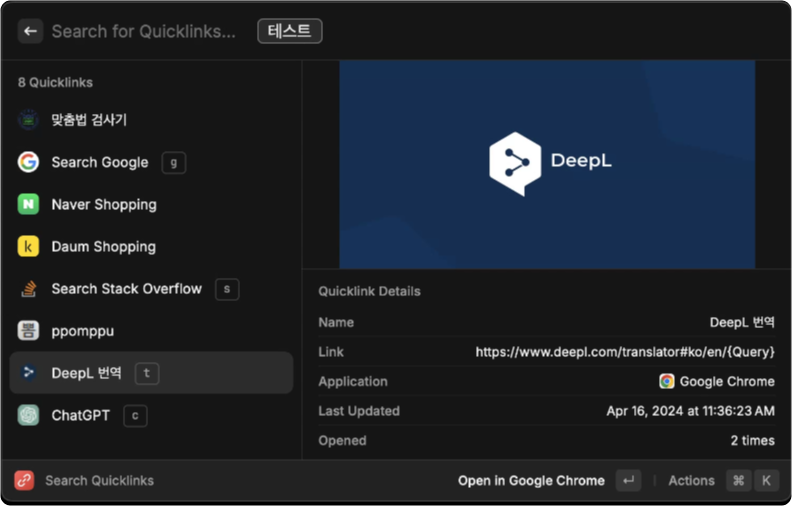 Search for Quicklinks... 테스트
8 Quicklinks
맞춤법 검사기
Search Google g
Naver Shopping
Daum Shopping
Search Stack Overflow s
ppomppu
DeepL 번역 t
ChatGPT c
DeepL
Quicklink Details
Name DeepL 번역
Link https://www.deepl.com/translator#ko/en/{Query}
Application Google Chrome
Last Updated Apr 16, 2024 at 11:36:23 AM
Opened 2 times
Search Quicklinks
Open in Google Chrome ↵ Actions ⌘ K